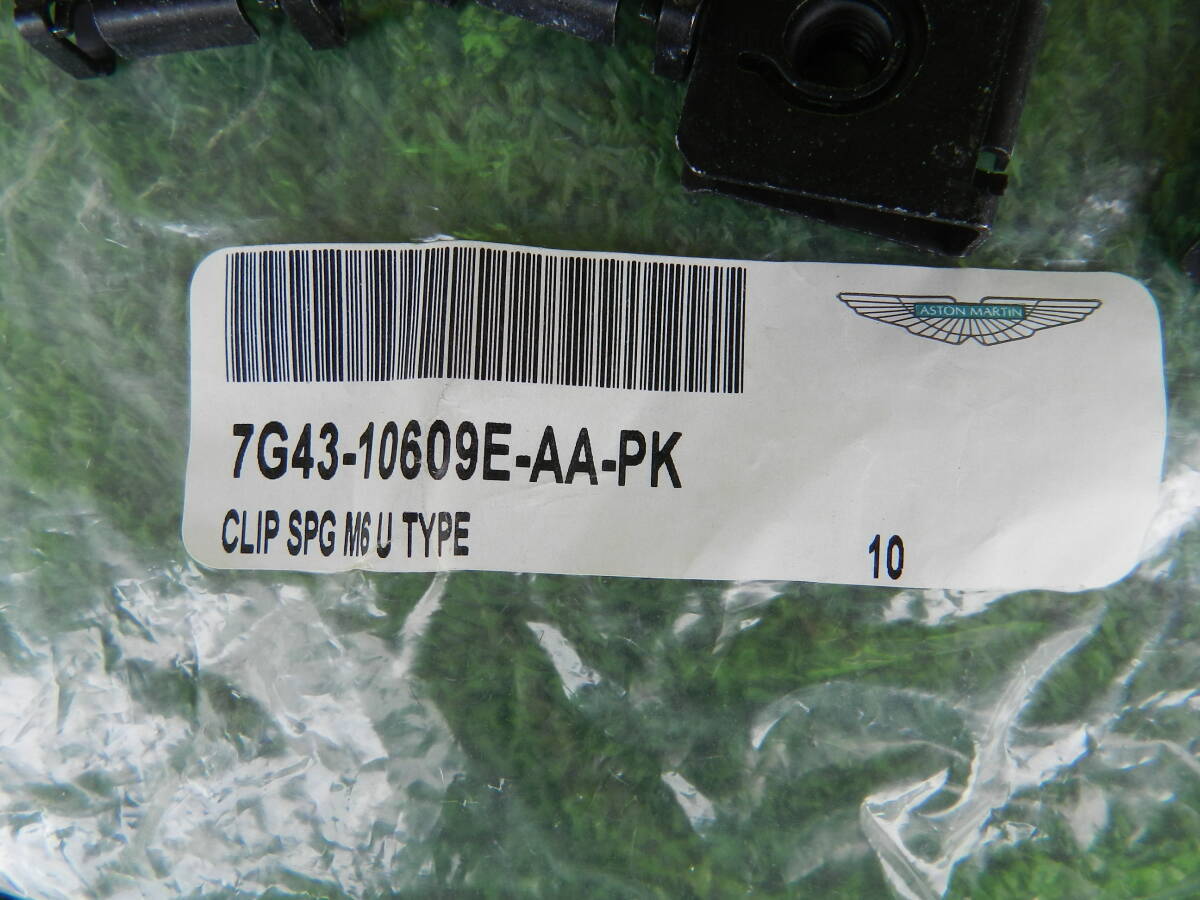 ASTON MARTIN
7G43-10609E-AA-PK
CLIP SPG M6 U TYPE
10